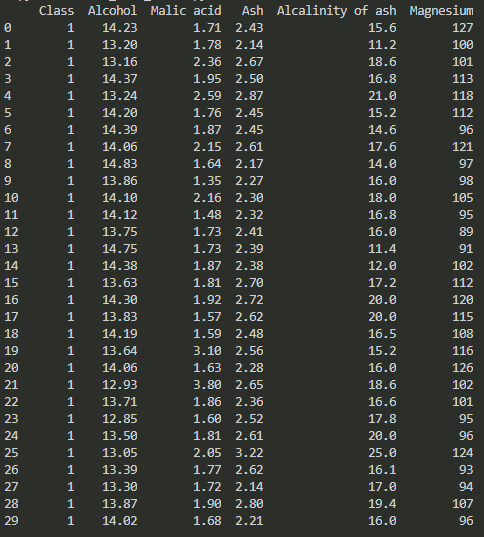 Class Alcohol Malic acid Ash Alcalinity of ash Magnesium
0 1 14.23 1.71 2.43 15.6 127
1 1 13.20 1.78 2.14 11.2 100
2 1 13.16 2.36 2.67 18.6 101
3 1 14.37 1.95 2.50 16.8 113
4 1 13.24 2.59 2.87 21.0 118
5 1 14.20 1.76 2.45 15.2 112
6 1 14.39 1.87 2.45 14.6 96
7 1 14.06 2.15 2.61 17.6 121
8 1 14.83 1.64 2.17 14.0 97
9 1 13.86 1.35 2.27 16.0 98
10 1 14.10 2.16 2.30 18.0 105
11 1 14.12 1.48 2.32 16.8 95
12 1 13.75 1.73 2.41 16.0 89
13 1 14.75 1.73 2.39 11.4 91
14 1 14.38 1.87 2.38 12.0 102
15 1 13.63 1.81 2.70 17.2 112
16 1 14.30 1.92 2.72 20.0 120
17 1 13.83 1.57 2.62 20.0 115
18 1 14.19 1.59 2.48 16.5 108
19 1 13.64 3.10 2.56 15.2 116
20 1 14.06 1.63 2.28 16.0 126
21 1 12.93 3.80 2.65 18.6 102
22 1 13.71 1.86 2.36 16.6 101
23 1 12.85 1.60 2.52 17.8 95
24 1 13.50 1.81 2.61 20.0 96
25 1 13.05 2.05 3.22 25.0 124
26 1 13.39 1.77 2.62 16.1 93
27 1 13.30 1.72 2.14 17.0 94
28 1 13.87 1.90 2.80 19.4 107
29 1 14.02 1.68 2.21 16.0 96